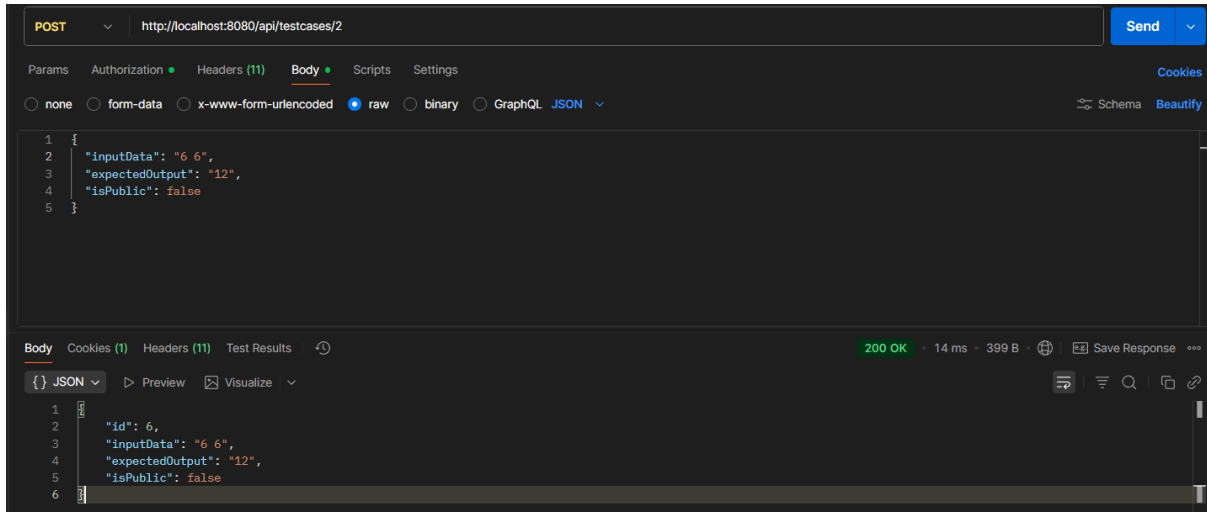 POST http://localhost:8080/api/testcases/2 Send
Params Authorization Headers (11) Body Scripts Settings Cookies
none form-data x-www-form-urlencoded raw binary GraphQL JSON Schema Beautify
1 {
2 "inputData": "6 6",
3 "expectedOutput": "12",
4 "isPublic": false
5 }
Body Cookies (1) Headers (11) Test Results 200 OK 14 ms 399 B e.g. Save Response
{} JSON Preview Visualize
1 {
2 "id": 6,
3 "inputData": "6 6",
4 "expectedOutput": "12",
5 "isPublic": false
6 }